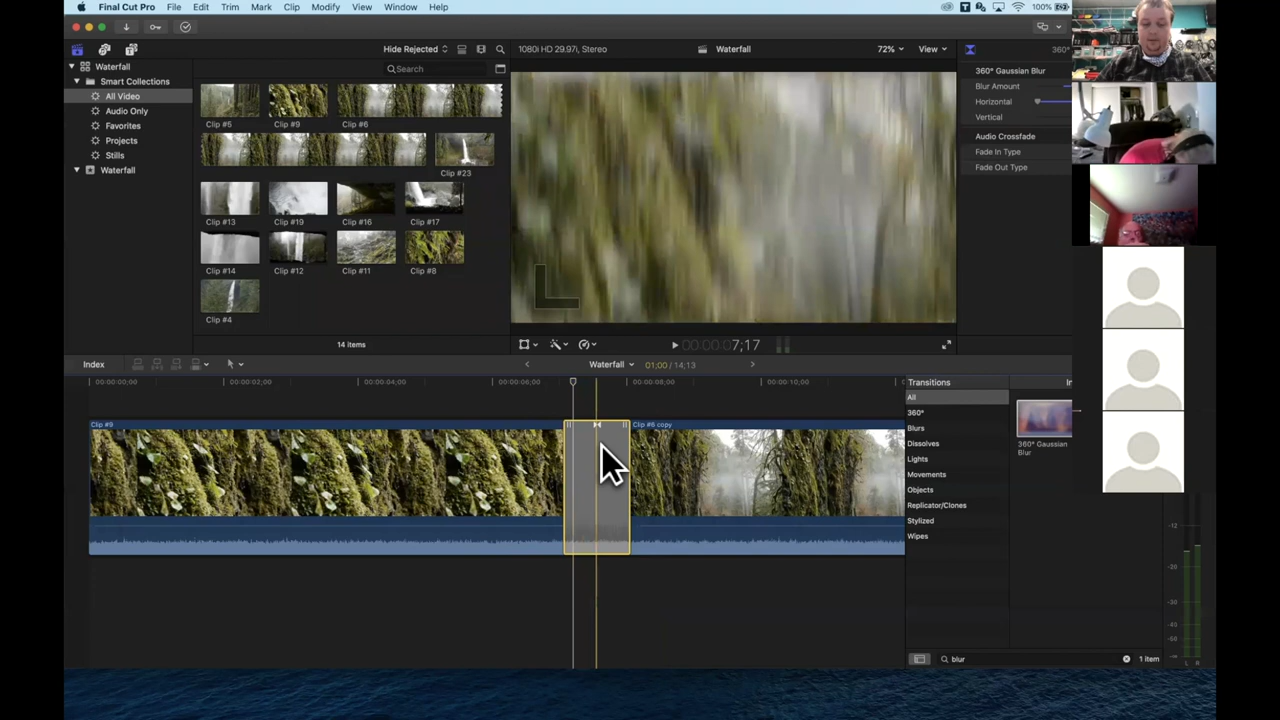 Final Cut Pro File Edit Trim Mark Clip Modify View Window Help 100%
Hide Rejected 1080i HD 29.97i, Stereo Waterfall 72% View 360°
Waterfall
Smart Collections
All Video
Audio Only
Favorites
Projects
Stills
Waterfall
Search
Clip #5 Clip #9 Clip #6
Clip #23
Clip #13 Clip #19 Clip #16 Clip #17
Clip #14 Clip #12 Clip #11 Clip #8
Clip #4
14 items
7;17
360° Gaussian Blur
Blur Amount
Horizontal
Vertical
Audio Crossfade
Fade In Type
Fade Out Type
Index Waterfall 01:00 / 14;13
00:00:00;00 00:00:02;00 00:00:04;00 00:00:06;00 00:00:08;00 00:00:10;00
Clip #9 Clip #6 copy
Transitions In
All
360°
Blurs
Dissolves
Lights
Movements
Objects
Replicator/Clones
Stylized
Wipes
360° Gaussian
Blur
-12
-20
-30
-40
-60
L R
blur 1 item